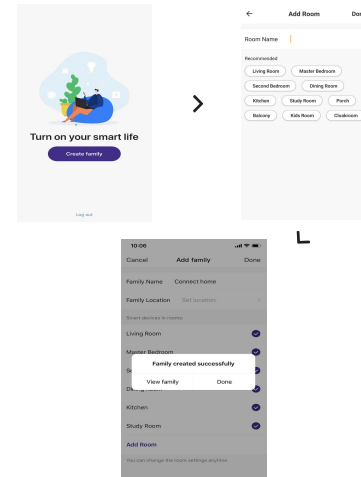 Turn on your smart life
Create family
Log out
Add Room
Room Name
Recommended
Living Room
Master Bedroom
Second Bedroom
Dining Room
Kitchen
Study Room
Porch
Balcony
Kids Room
Cloakroom
10:06
Cancel
Add family
Done
Family Name
Connect home
Family Location
Set location
Smart devices in rooms:
Living Room
Master Bedroom
Family created successfully
View family
Done
Kitchen
Study Room
Add Room
You can change the room settings anytime